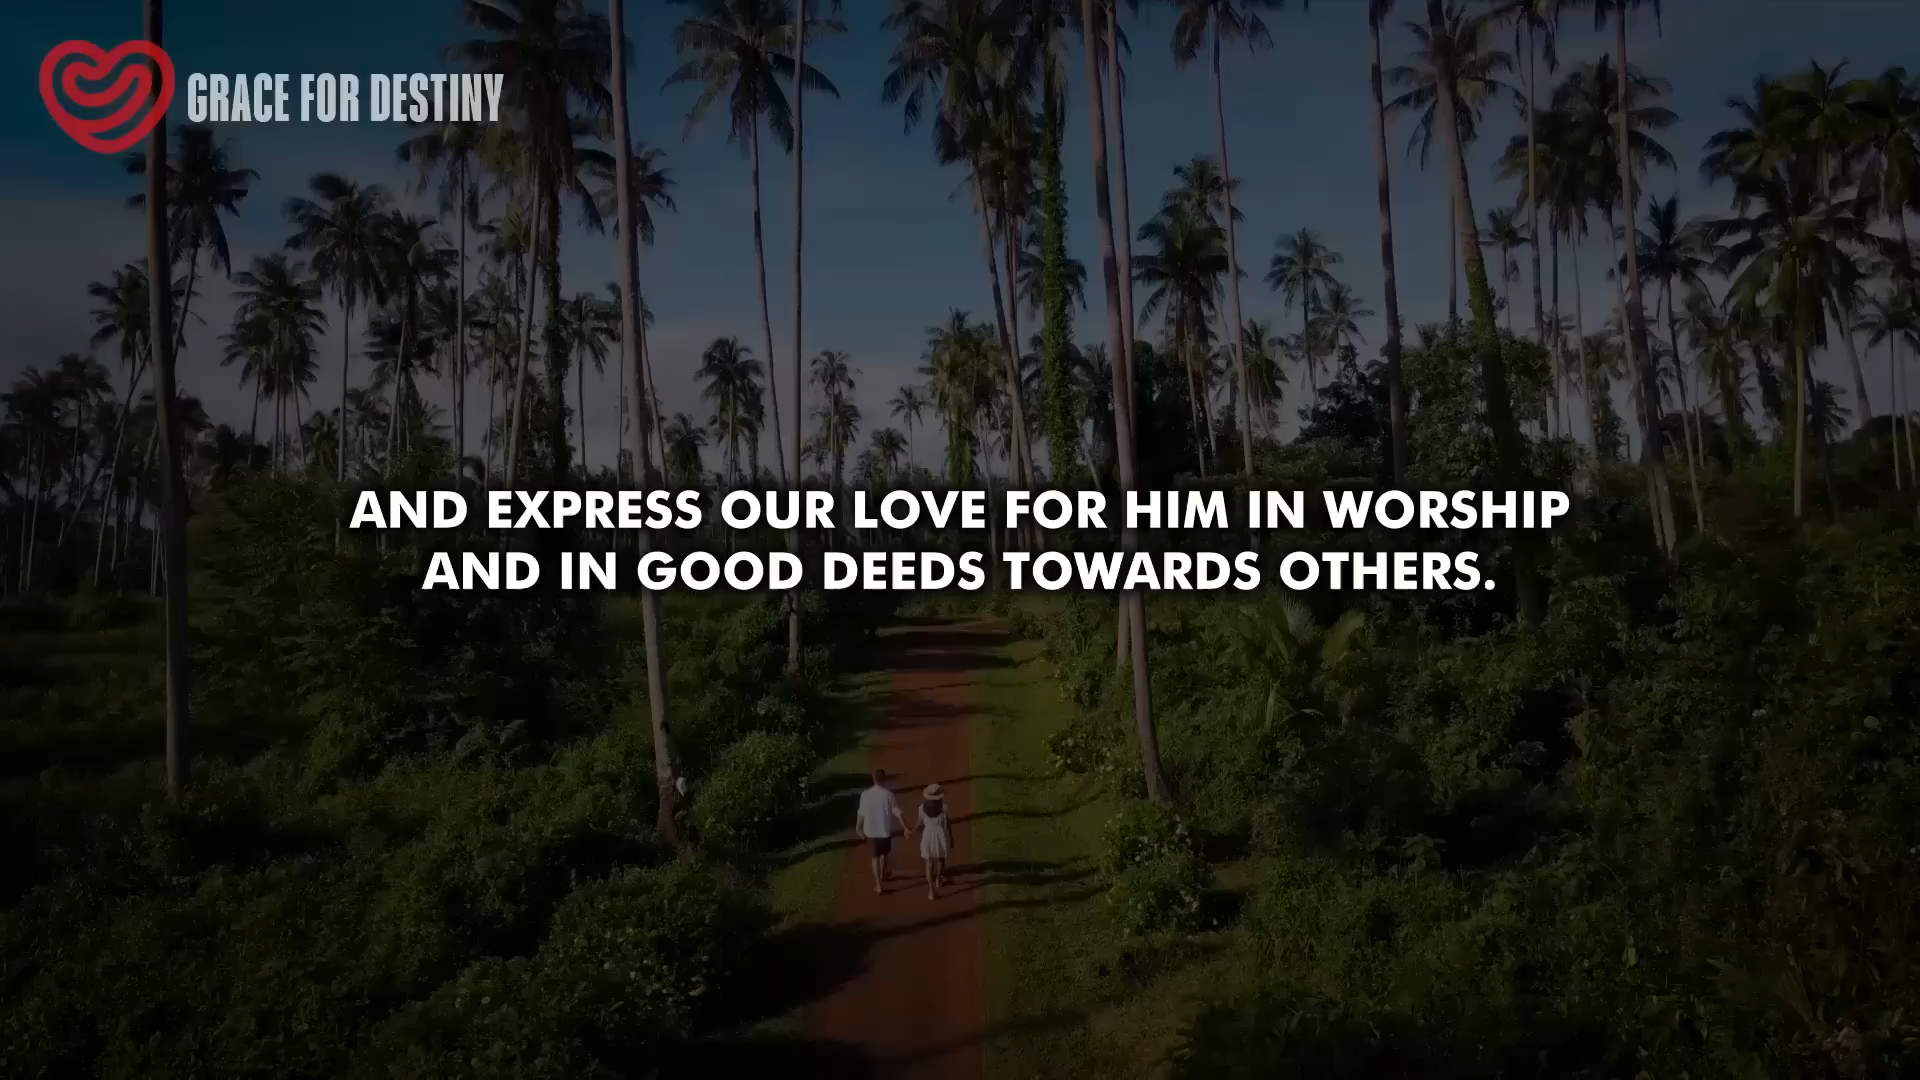 GRACE FOR DESTINY
AND EXPRESS OUR LOVE FOR HIM IN WORSHIP
AND IN GOOD DEEDS TOWARDS OTHERS.